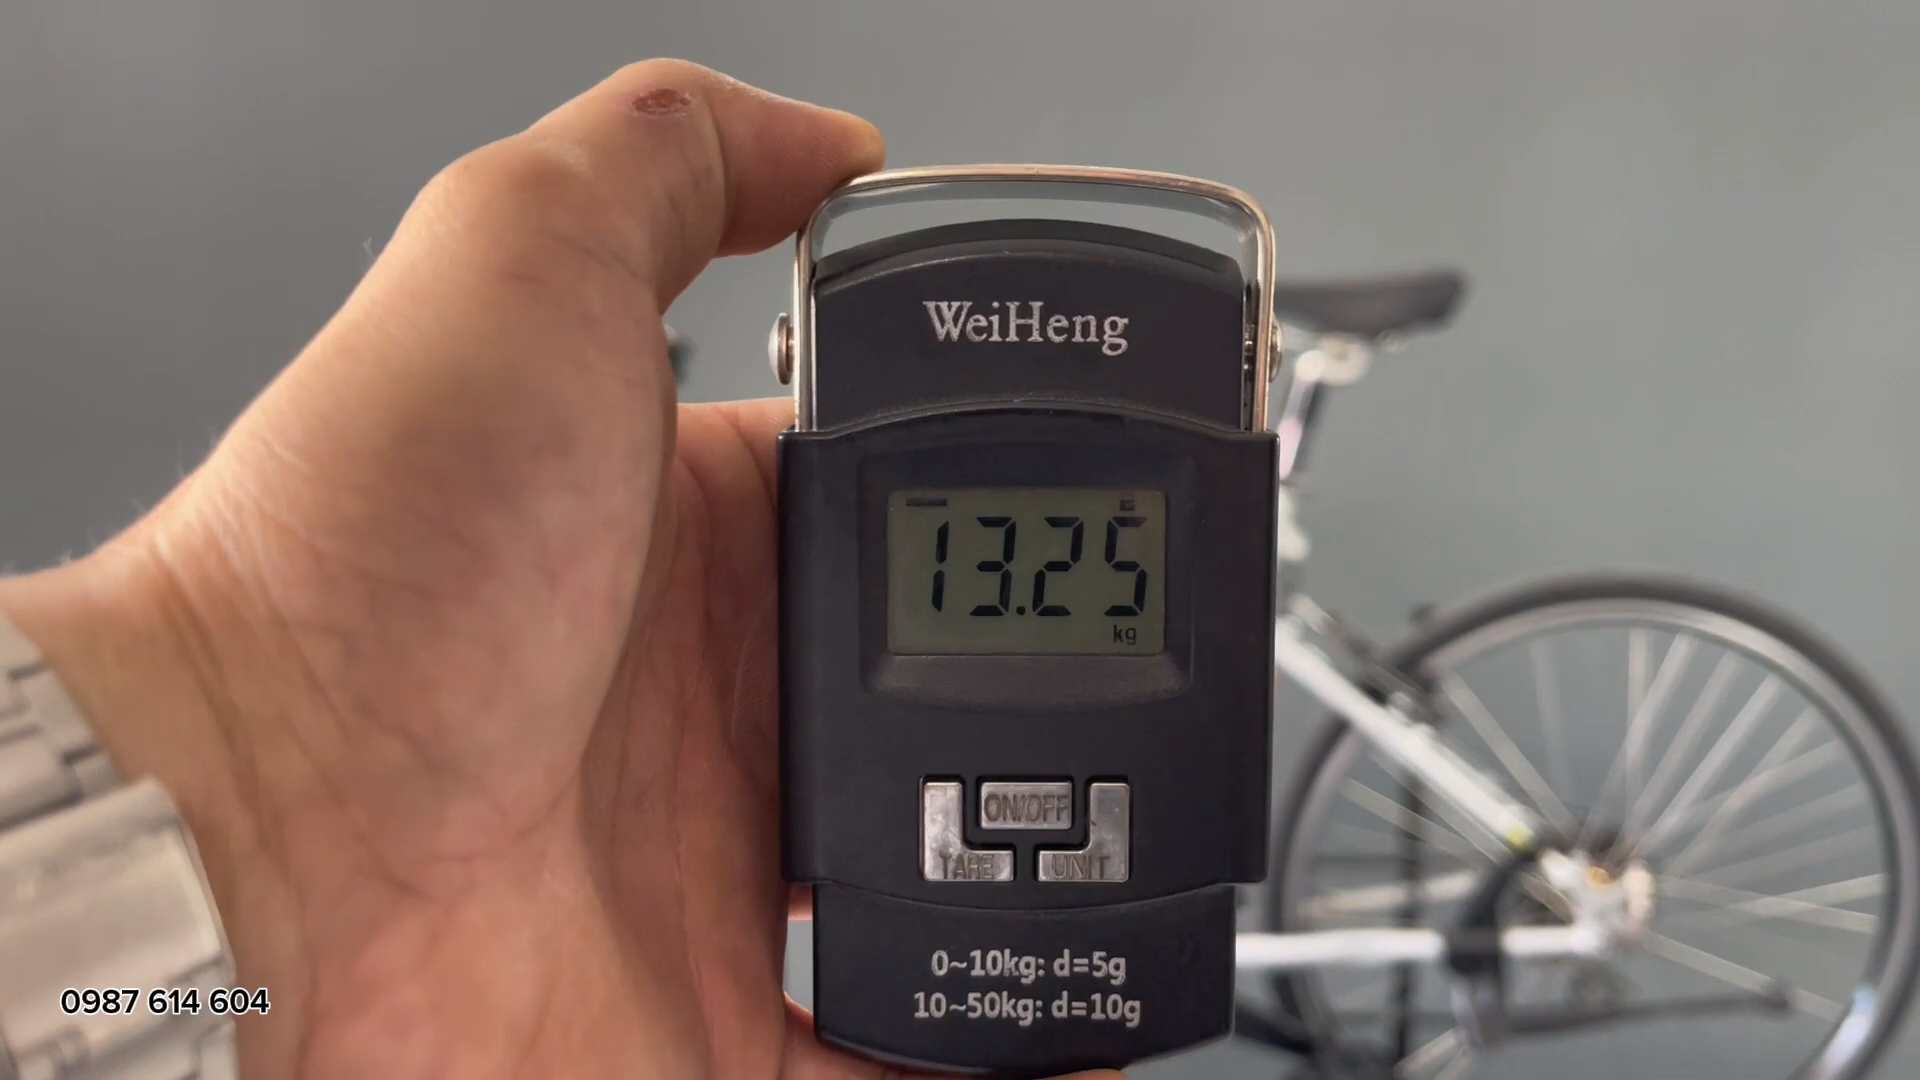 WeiHeng
13.25
kg
ON/OFF
TARE
UNIT
0~10kg: d=5g
10~50kg: d=10g
0987 614 604